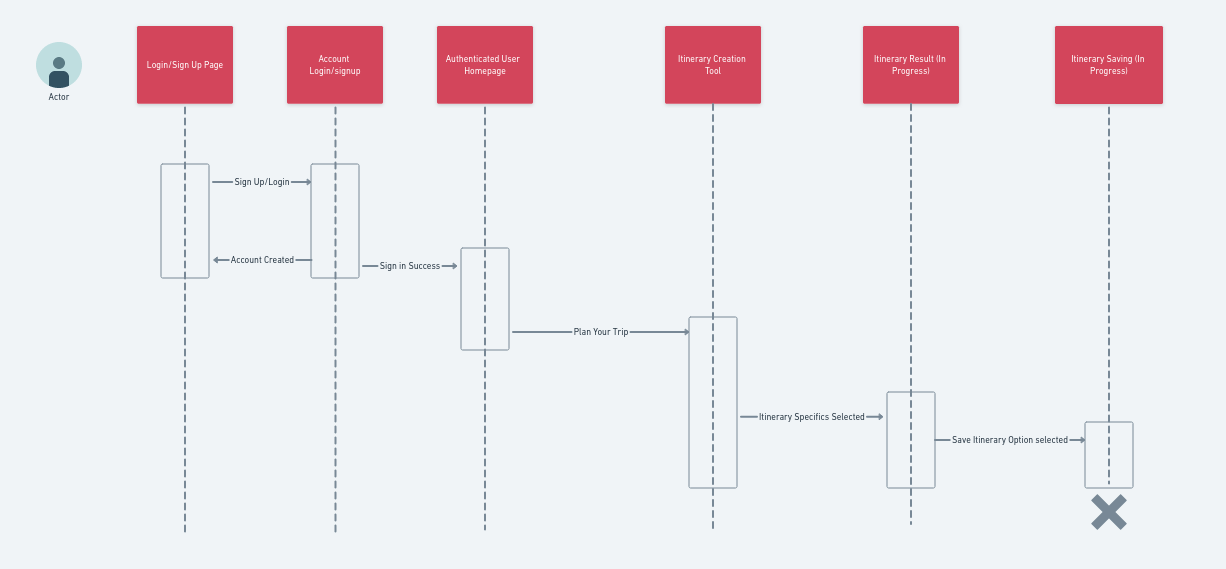 Actor
Login/Sign Up Page
Account
Login/signup
Authenticated User
Homepage
Itinerary Creation
Tool
Itinerary Result (In
Progress)
Itinerary Saving (In
Progress)
Sign Up/Login
Account Created
Sign in Success
Plan Your Trip
Itinerary Specifics Selected
Save Itinerary Option selected